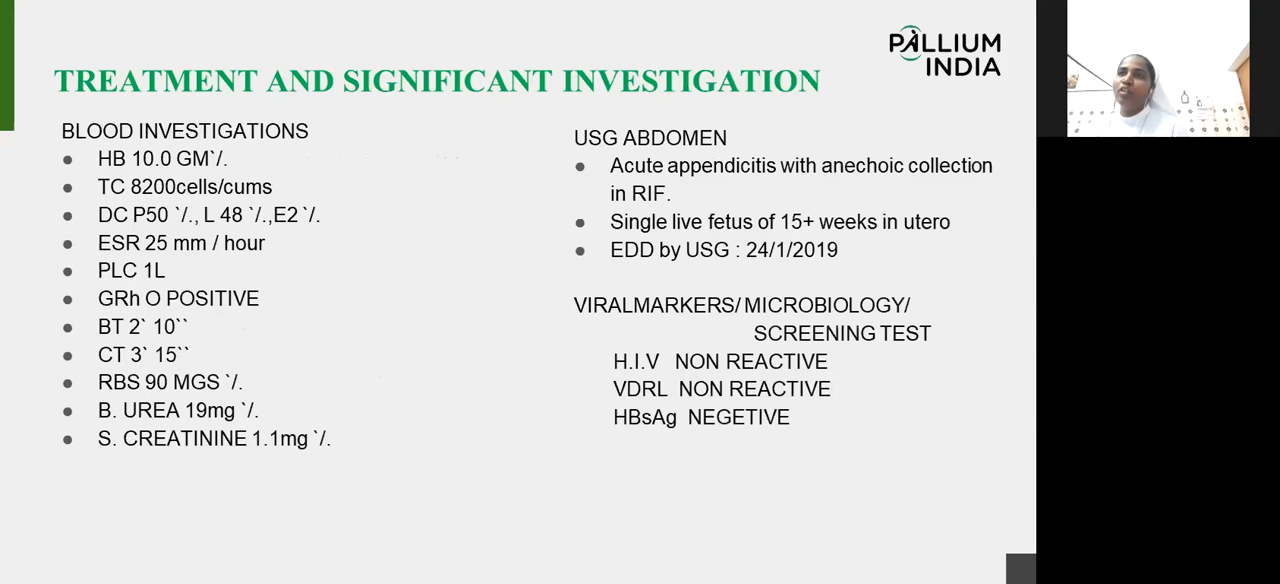 PALLIUM
INDIA
TREATMENT AND SIGNIFICANT INVESTIGATION
BLOOD INVESTIGATIONS
HB 10.0 GM`/.
TC 8200cells/cums
DC P50 `/., L 48 `/.,E2 `/.
ESR 25 mm / hour
PLC 1L
GRh O POSITIVE
BT 2` 10``
CT 3` 15``
RBS 90 MGS `/.
B. UREA 19mg `/.
S. CREATININE 1.1mg `/.
USG ABDOMEN
Acute appendicitis with anechoic collection
in RIF.
Single live fetus of 15+ weeks in utero
EDD by USG : 24/1/2019
VIRALMARKERS/ MICROBIOLOGY/
SCREENING TEST
H.I.V NON REACTIVE
VDRL NON REACTIVE
HBsAg NEGETIVE